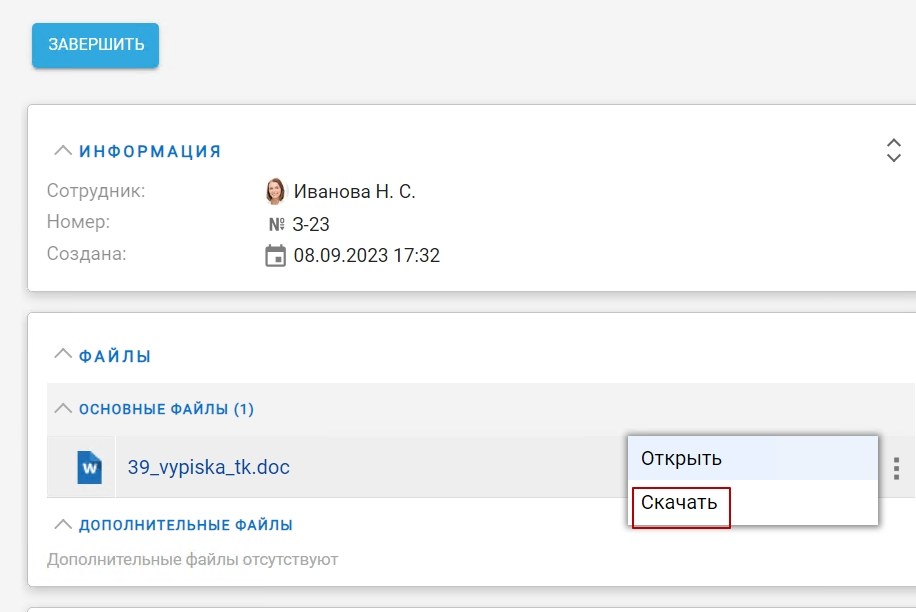 ЗАВЕРШИТЬ
ИНФОРМАЦИЯ
Сотрудник: Иванова Н. С.
Номер: № З-23
Создана: 08.09.2023 17:32
ФАЙЛЫ
ОСНОВНЫЕ ФАЙЛЫ (1)
W 39_vypiska_tk.doc
Открыть
Скачать
ДОПОЛНИТЕЛЬНЫЕ ФАЙЛЫ
Дополнительные файлы отсутствуют